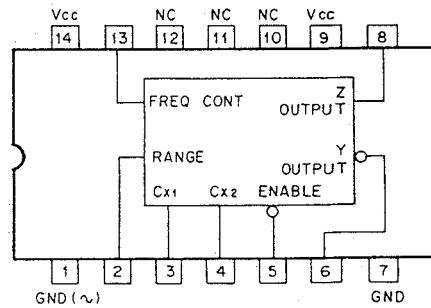 Vcc NC NC NC Vcc
14 13 12 11 10 9 8
FREQ CONT Z
OUTPUT
RANGE Y
OUTPUT
Cx1 Cx2 ENABLE
1 2 3 4 5 6 7
GND (∿) GND